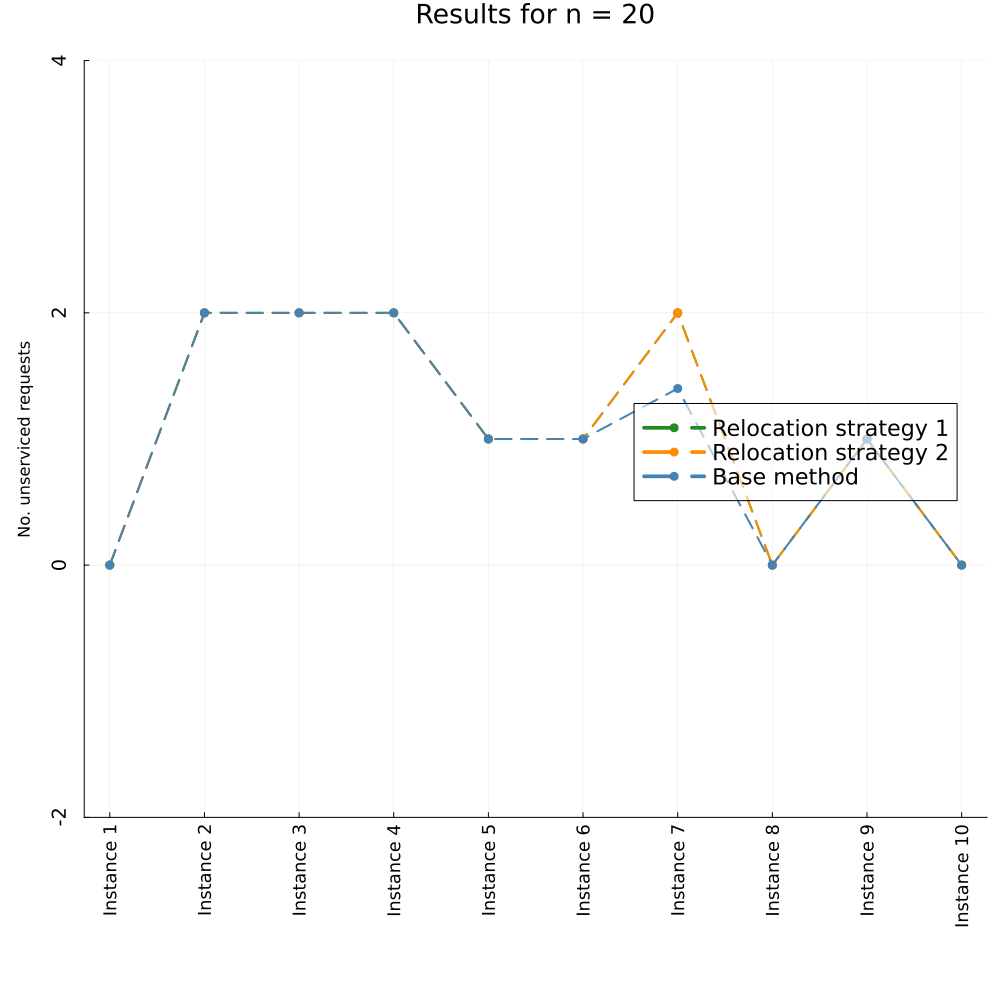 Results for n = 20
No. unserviced requests
4
2
0
-2
Relocation strategy 1
Relocation strategy 2
Base method
Instance 1
Instance 2
Instance 3
Instance 4
Instance 5
Instance 6
Instance 7
Instance 8
Instance 9
Instance 10